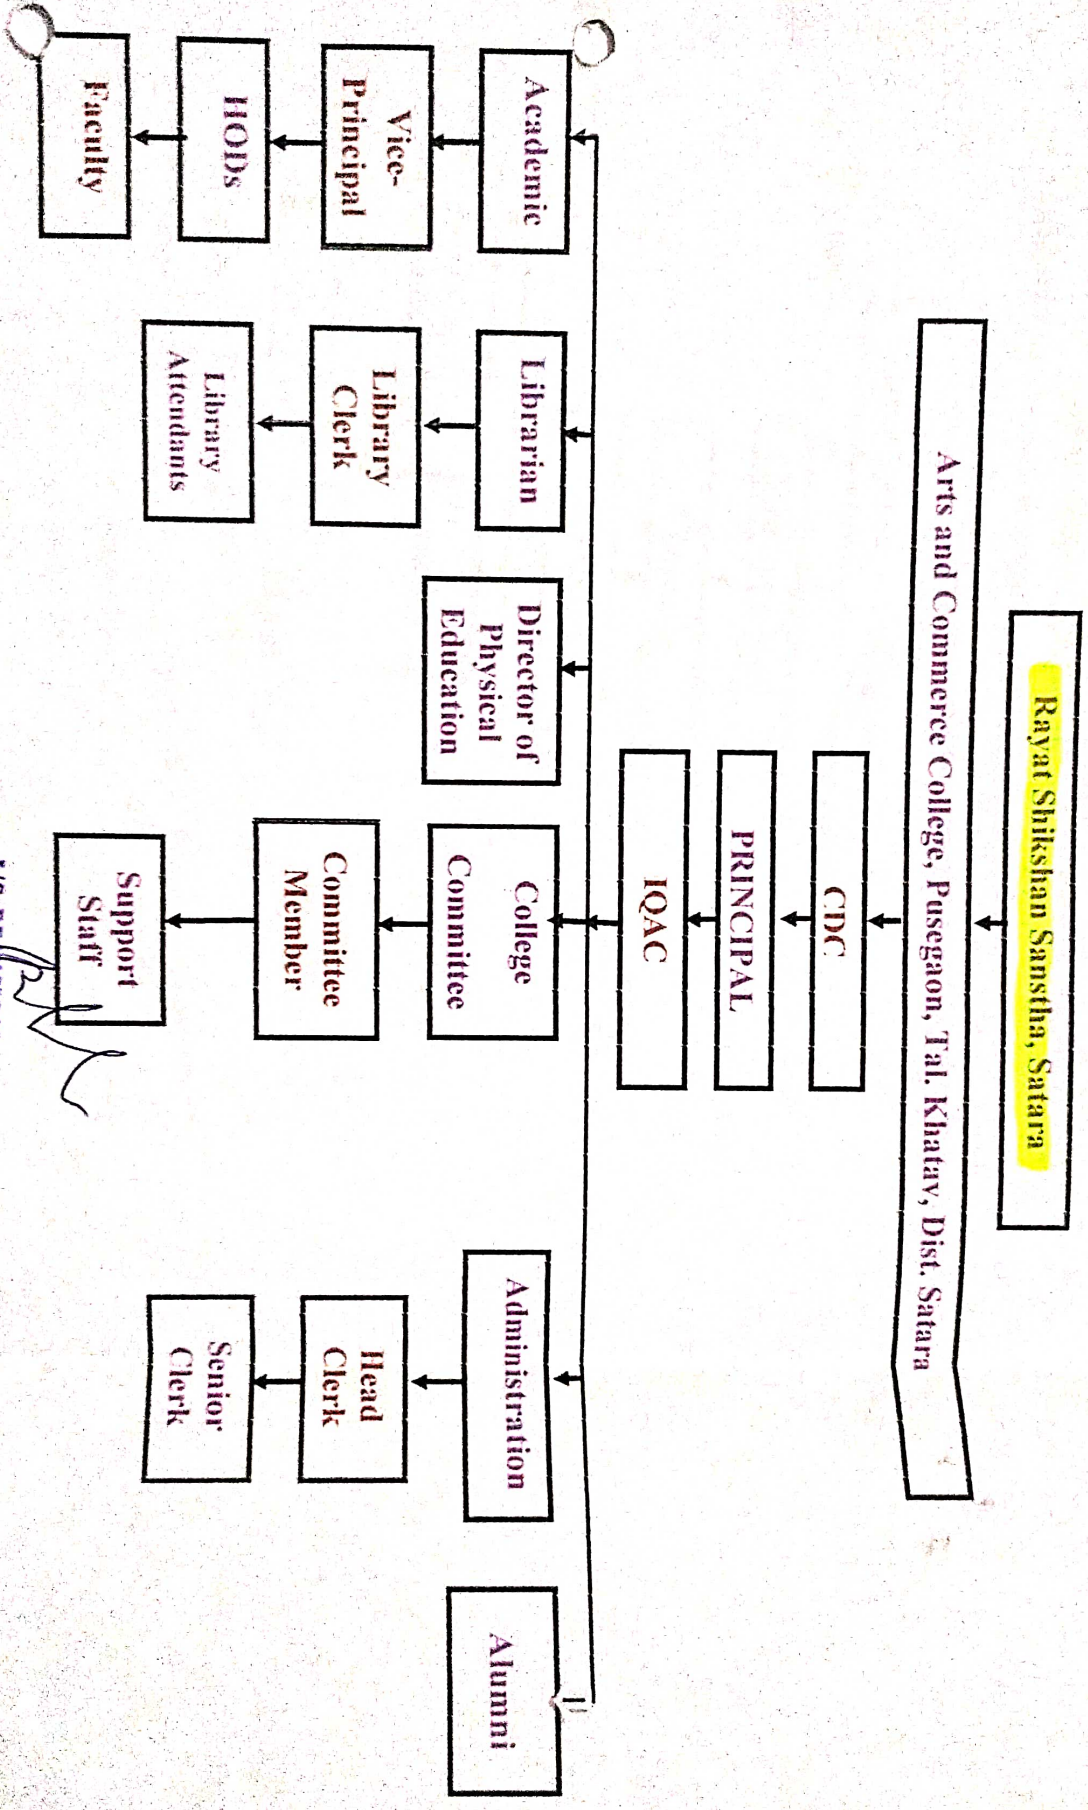 Rayat Shikshan Sanstha, Satara
Arts and Commerce College, Pusegaon, Tal. Khatav, Dist. Satara
CDC
PRINCIPAL
IQAC
Academic
Vice-
Principal
HODs
Faculty
Librarian
Library
Clerk
Library
Attendants
Director of
Physical
Education
College
Committee
Committee
Member
Support
Staff
Administration
Head
Clerk
Senior
Clerk
Alumni